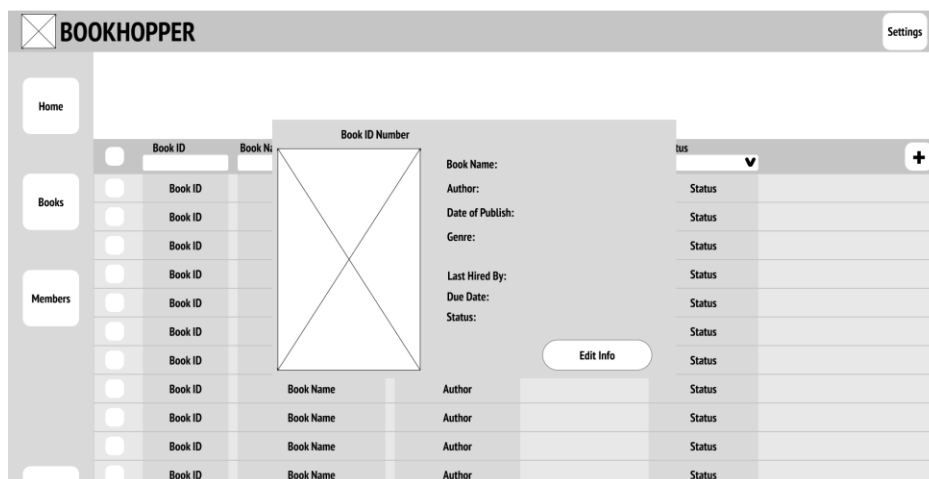 BOOKHOPPER
Settings
Home
Books
Members
Book ID Number
Book Name:
Author:
Date of Publish:
Genre:
Last Hired By:
Due Date:
Status:
Edit Info
Book ID Book Na tus
+
Book ID Status
Book ID Status
Book ID Status
Book ID Status
Book ID Status
Book ID Status
Book ID Status
Book ID Book Name Author Status
Book ID Book Name Author Status
Book ID Book Name Author Status
Book ID Book Name Author Status